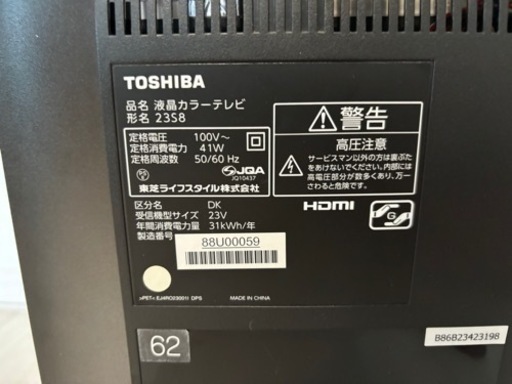 TOSHIBA
品名 液晶カラーテレビ
形名 23S8
定格電圧 100V～
定格消費電力 41W
定格周波数 50/60 Hz
JQA
JQ10437
東芝ライフスタイル株式会社
区分名 DK
受信機型サイズ 23V
年間消費電力量 31kWh/年
製造番号
88U00059
MADE IN CHINA
警告
高圧注意
サービスマン以外の方は裏ぶたをあけないでください。内部には高電圧部分が数多くあり、万一さわると危険です。
HDMI
G
62
B86B23423198